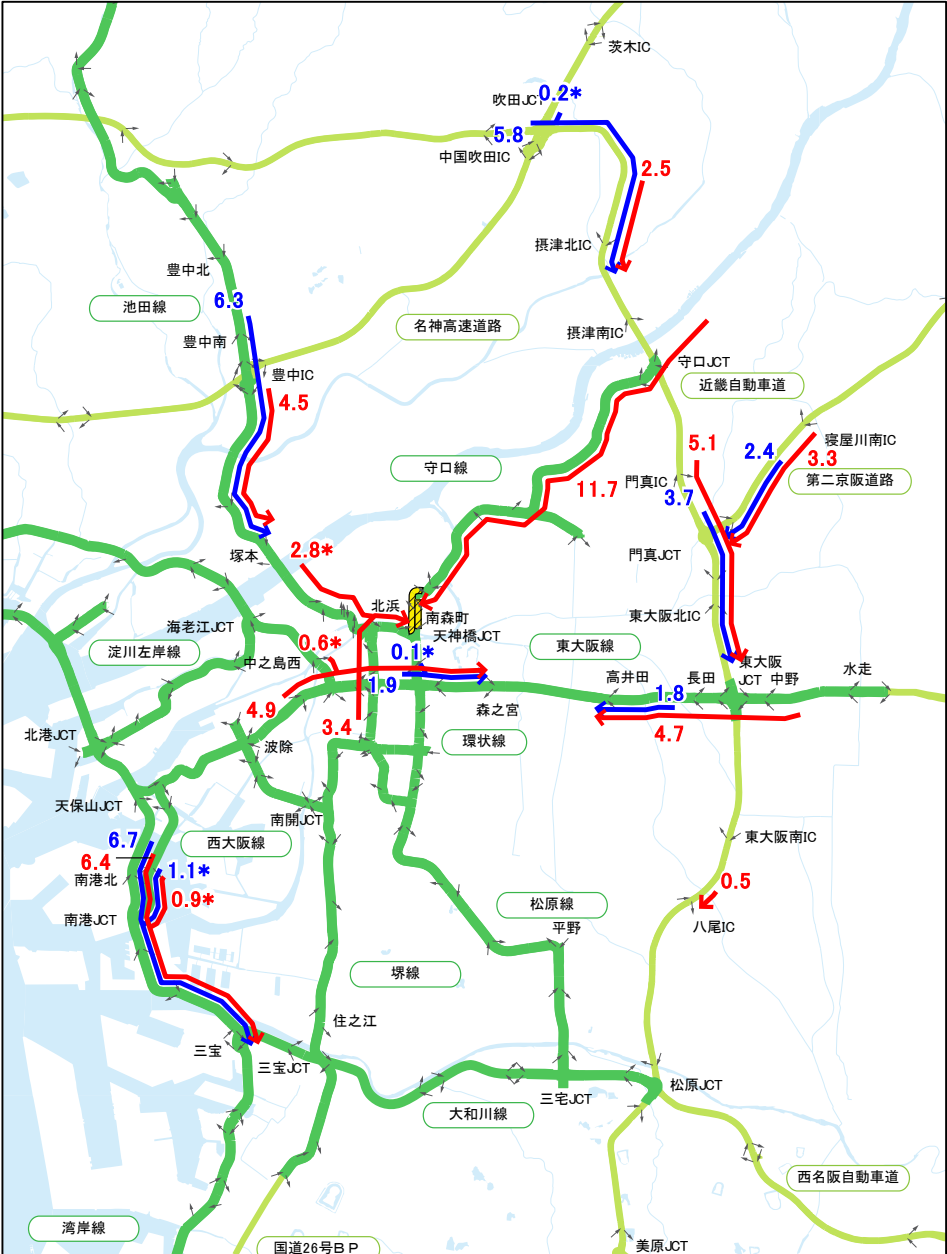 茨木IC
吹田JCT
0.2*
5.8
中国吹田IC
2.5
摂津北IC
豊中北
池田線
6.3
名神高速道路
摂津南IC
豊中南
豊中IC
守口JCT
近畿自動車道
4.5
寝屋川南IC
5.1
2.4
3.3
守口線
門真IC
第二京阪道路
11.7
3.7
塚本
2.8*
門真JCT
北浜
南森町
東大阪北IC
天神橋JCT
海老江JCT
0.6*
0.1*
東大阪線
淀川左岸線
中之島西
東大阪
JCT
中野
水走
高井田
長田
1.9
1.8
4.9
森之宮
3.4
4.7
北港JCT
波除
環状線
天保山JCT
南開JCT
東大阪南IC
6.7
西大阪線
6.4
1.1*
南港北
0.9*
0.5
南港JCT
松原線
八尾IC
平野
堺線
住之江
三宝
三宝JCT
松原JCT
三宅JCT
大和川線
西名阪自動車道
湾岸線
国道26号BP
美原JCT